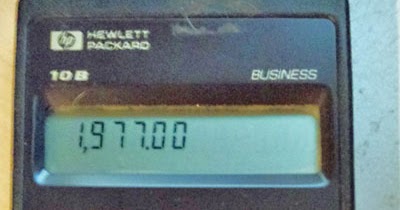 hp HEWLETT
PACKARD
10B BUSINESS
1,977.00